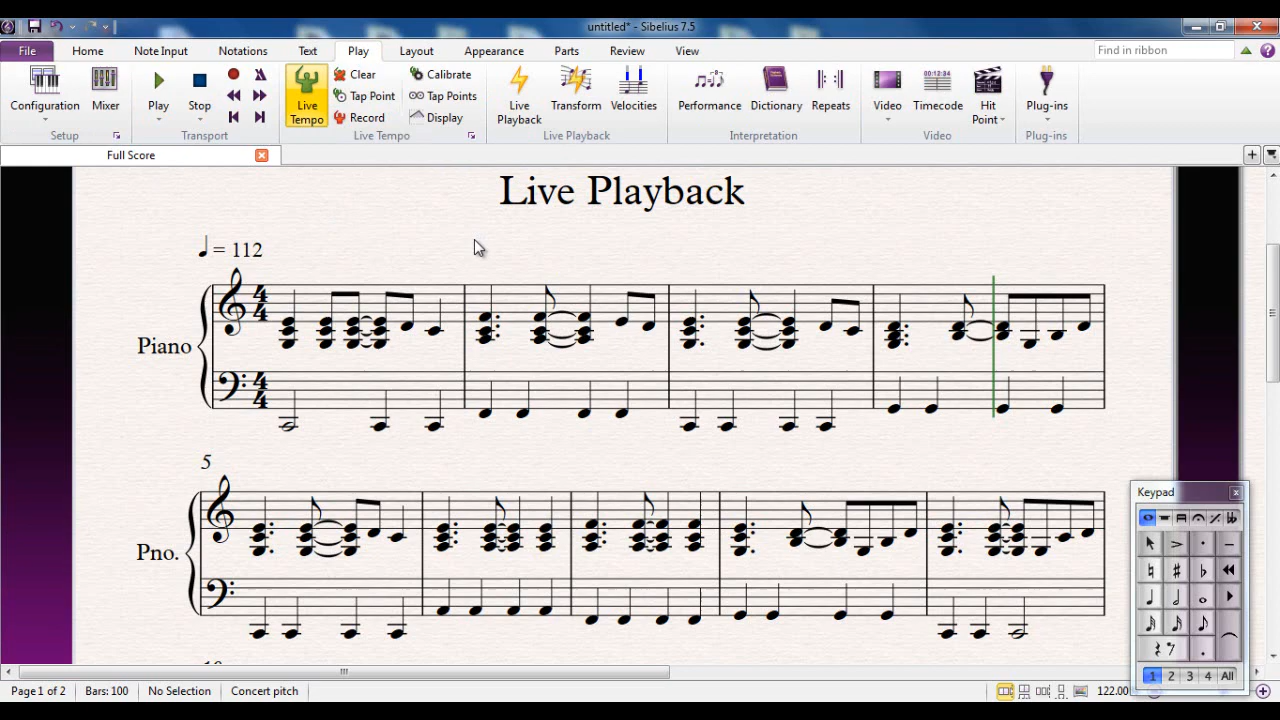 untitled* - Sibelius 7.5
File Home Note Input Notations Text Play Layout Appearance Parts Review View Find in ribbon
Clear Calibrate
Tap Point Tap Points
Record Display
Configuration Mixer Play Stop Live Tempo Live Playback Transform Velocities Performance Dictionary Repeats Video Timecode Hit Point Plug-ins
Setup Transport Live Tempo Live Playback Interpretation Video Plug-ins
Full Score
Live Playback
= 112
4 4
Piano
4 4
5
Pno.
Keypad
1 2 3 4 All
Page 1 of 2 Bars: 100 No Selection Concert pitch 122.00